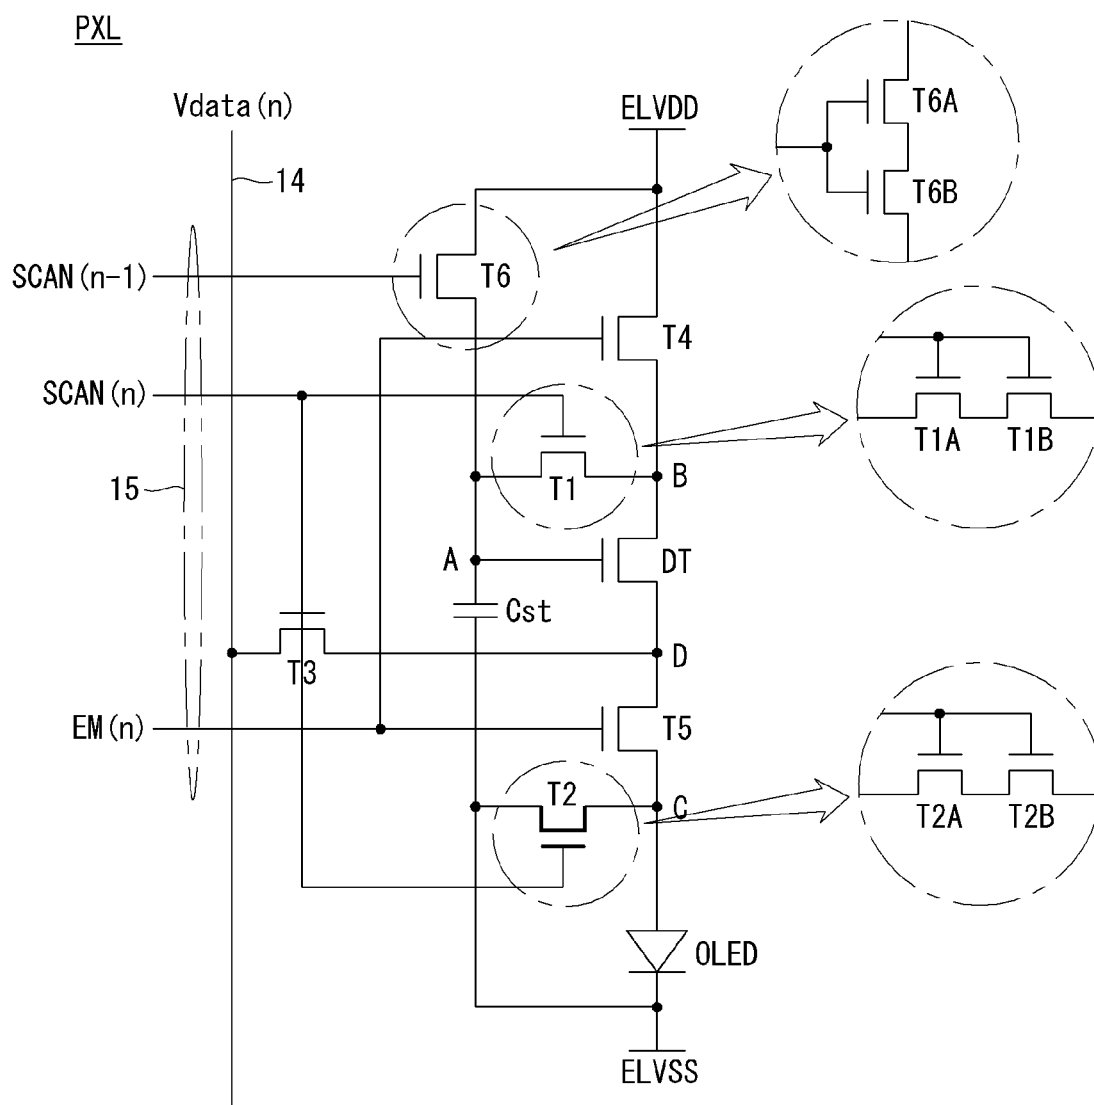 PXL
Vdata(n)
ELVDD
T6A
14
T6B
SCAN(n-1)
T6
T4
SCAN(n)
T1A
T1B
15
T1
B
A
DT
Cst
T3
D
EM(n)
T5
T2
C
T2A
T2B
OLED
ELVSS